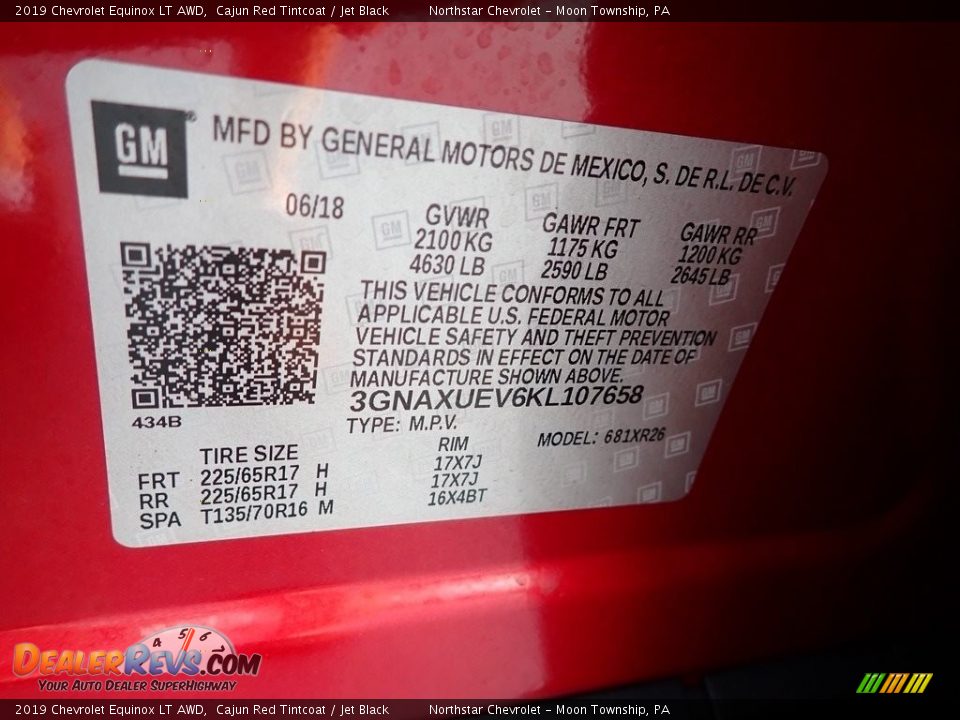 2019 Chevrolet Equinox LT AWD, Cajun Red Tintcoat / Jet Black Northstar Chevrolet - Moon Township, PA
GM ® MFD BY GENERAL MOTORS DE MEXICO, S. DE R.L. DE C.V.
06/18
GVWR GAWR FRT GAWR RR
2100 KG 1175 KG 1200 KG
4630 LB 2590 LB 2645 LB
THIS VEHICLE CONFORMS TO ALL
APPLICABLE U.S. FEDERAL MOTOR
VEHICLE SAFETY AND THEFT PREVENTION
STANDARDS IN EFFECT ON THE DATE OF
MANUFACTURE SHOWN ABOVE.
3GNAXUEV6KL107658
434B
TYPE: M.P.V. MODEL: 681XR26
TIRE SIZE RIM
FRT 225/65R17 H 17X7J
RR 225/65R17 H 17X7J
SPA T135/70R16 M 16X4BT
4 5 6 7
DEALERREVS.COM
YOUR AUTO DEALER SUPERHIGHWAY
2019 Chevrolet Equinox LT AWD, Cajun Red Tintcoat / Jet Black Northstar Chevrolet - Moon Township, PA